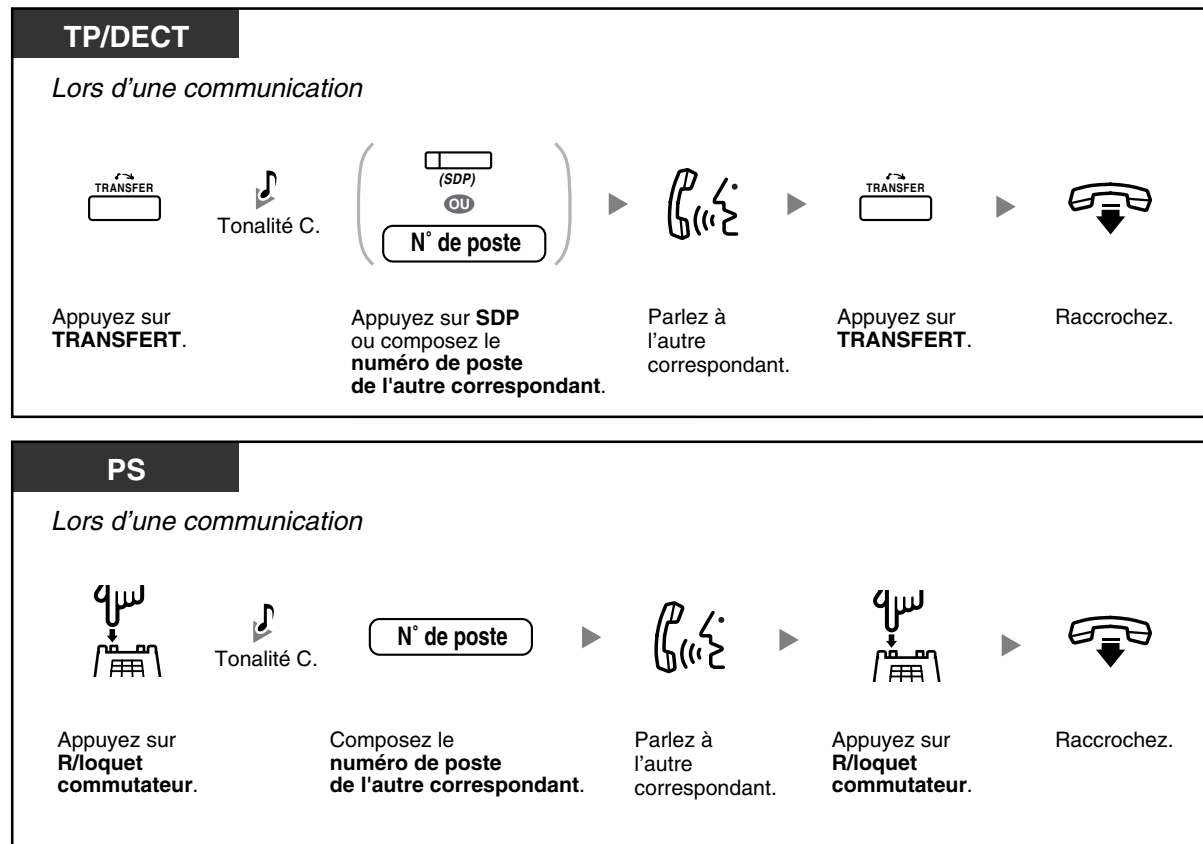 TP/DECT
Lors d'une communication
TRANSFER
Tonalité C.
(SDP)
OU
N° de poste
TRANSFER
Appuyez sur
TRANSFERT.
Appuyez sur SDP
ou composez le
numéro de poste
de l'autre correspondant.
Parlez à
l'autre
correspondant.
Appuyez sur
TRANSFERT.
Raccrochez.
PS
Lors d'une communication
Tonalité C.
N° de poste
Appuyez sur
R/loquet
commutateur.
Composez le
numéro de poste
de l'autre correspondant.
Parlez à
l'autre
correspondant.
Appuyez sur
R/loquet
commutateur.
Raccrochez.